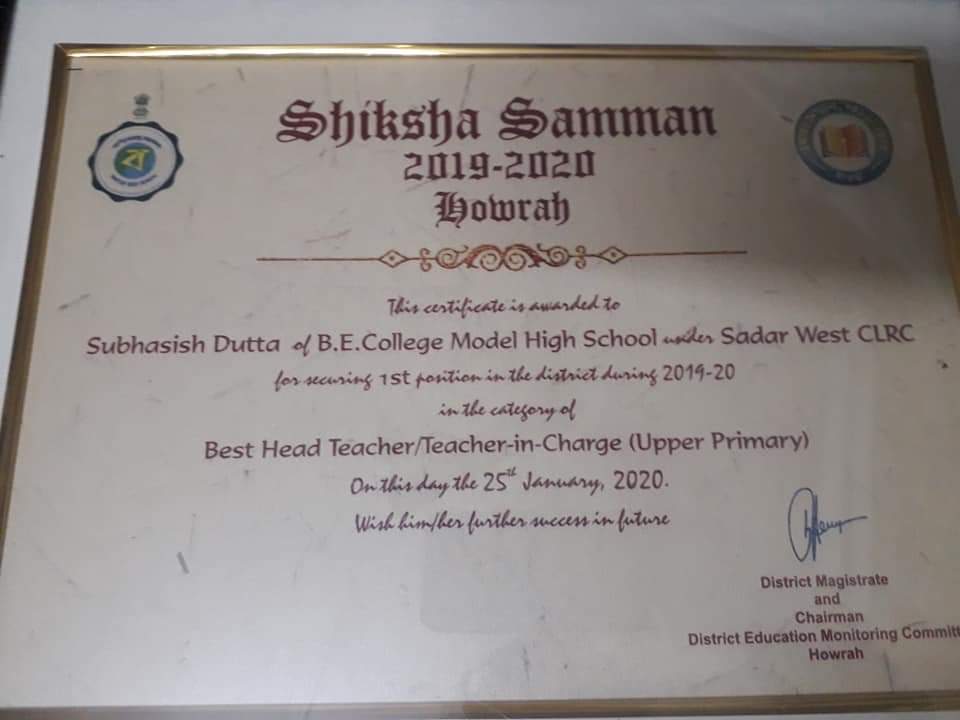 Shiksha Samman
2019-2020
Howrah
This certificate is awarded to
Subhasish Dutta of B.E.College Model High School under Sadar West CLRC
for securing 1st position in the district during 2019-20
in the category of
Best Head Teacher/Teacher-in-Charge (Upper Primary)
On this day the 25th January, 2020.
Wish him/her further success in future
District Magistrate
and
Chairman
District Education Monitoring Committ
Howrah